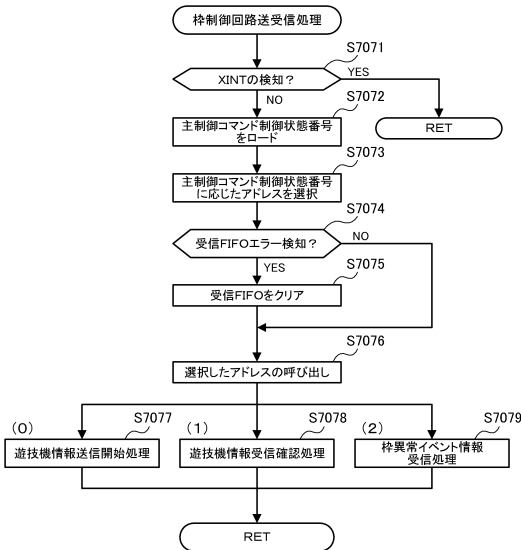 枠制御回路送受信処理
S7071
XINTの検知？
YES
NO
S7072
主制御コマンド制御状態番号
をロード
RET
S7073
主制御コマンド制御状態番号
に応じたアドレスを選択
S7074
受信FIFOエラー検知？
NO
YES
S7075
受信FIFOをクリア
S7076
選択したアドレスの呼び出し
(0)
S7077
(1)
S7078
(2)
S7079
遊技機情報送信開始処理
遊技機情報受信確認処理
枠異常イベント情報
受信処理
RET